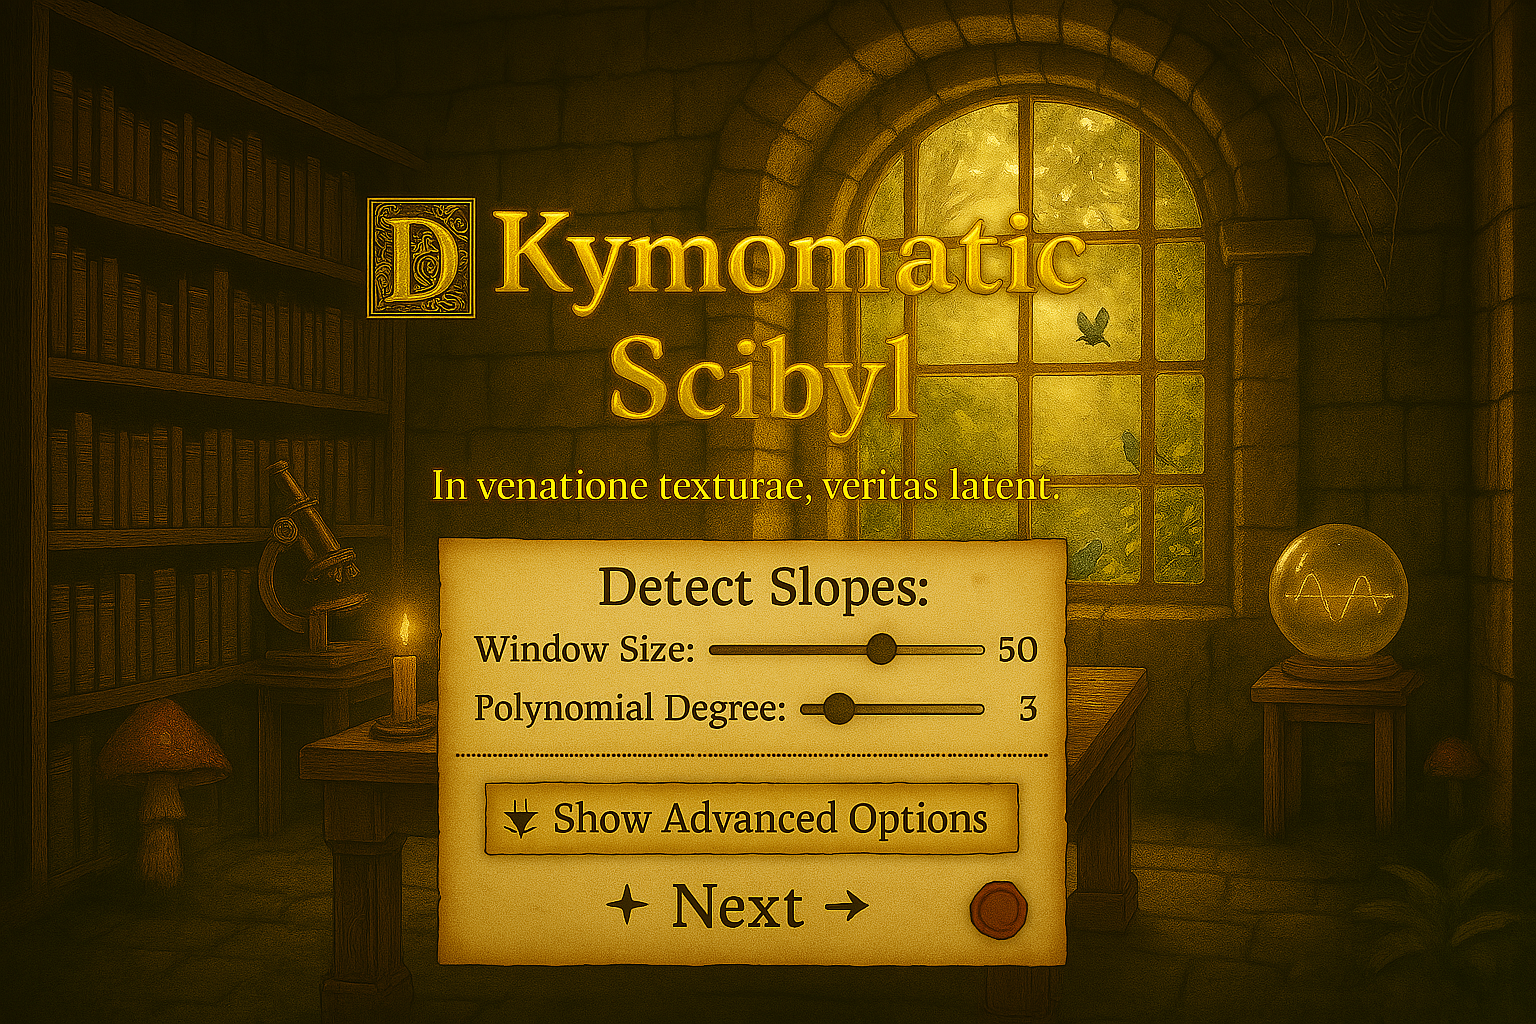 D Kymomatic
Scibyl
In venatione texturae, veritas latent.
Detect Slopes:
Window Size: 50
Polynomial Degree: 3
Show Advanced Options
Next →